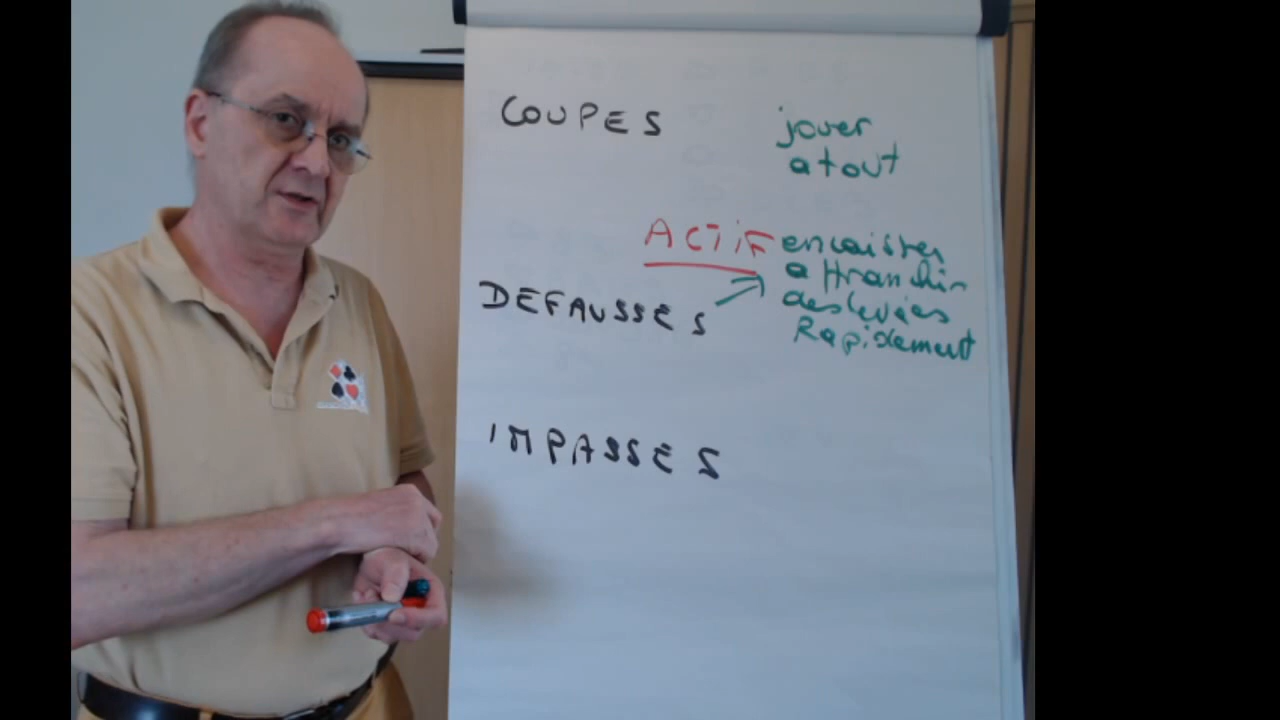 COUPES
jouer
atout
ACTIF
encaisser
affranchir
des levées
Rapidement
DEFAUSSES
IMPASSES